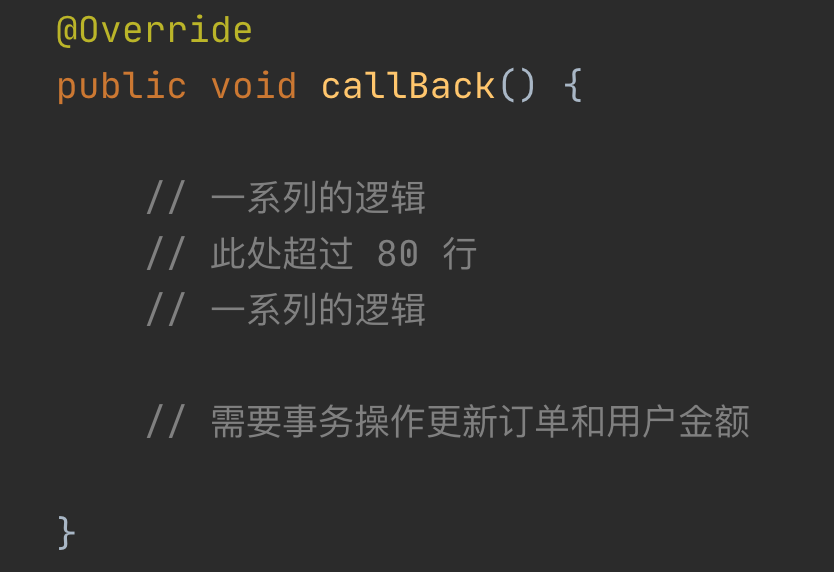 @Override
public void callBack() {
// 一系列的逻辑
// 此处超过 80 行
// 一系列的逻辑
// 需要事务操作更新订单和用户金额
}